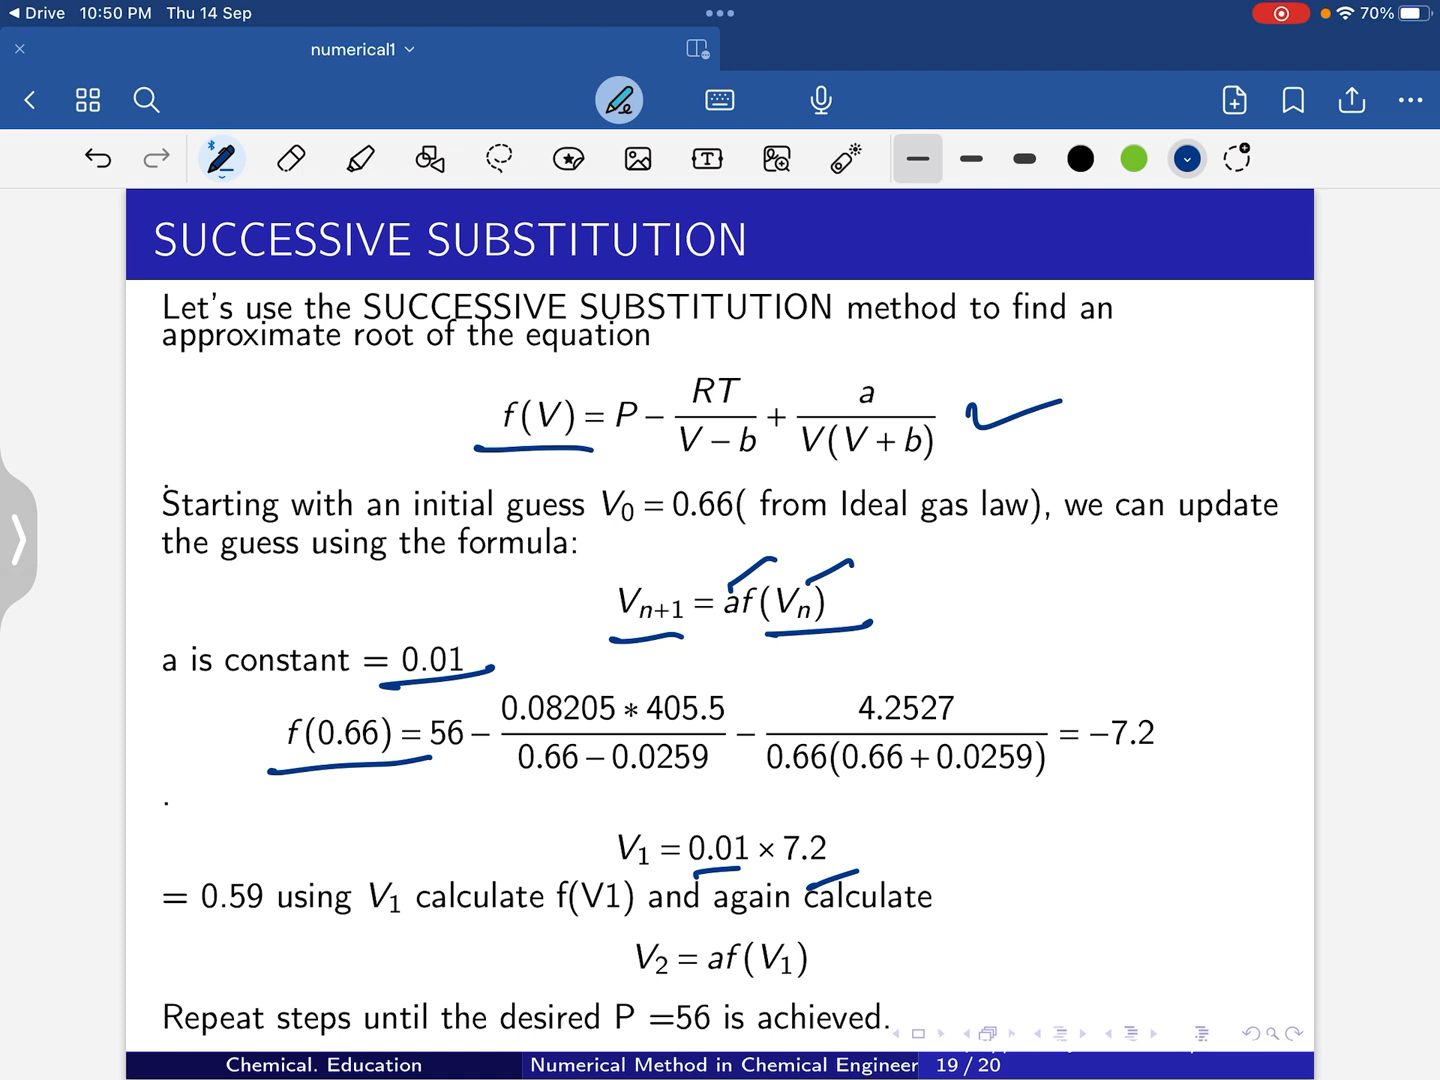 Drive 10:50 PM Thu 14 Sep
70%
numerical1
SUCCESSIVE SUBSTITUTION
Let's use the SUCCESSIVE SUBSTITUTION method to find an
approximate root of the equation
f(V) = P − RT/(V − b) + a/(V(V + b))
.
Starting with an initial guess V₀ = 0.66( from Ideal gas law), we can update
the guess using the formula:
Vₙ₊₁ = af(Vₙ)
a is constant = 0.01
f(0.66) = 56 − (0.08205 ∗ 405.5)/(0.66 − 0.0259) − 4.2527/(0.66(0.66 + 0.0259)) = −7.2
.
V₁ = 0.01 × 7.2
= 0.59 using V₁ calculate f(V1) and again calculate
V₂ = af(V₁)
Repeat steps until the desired P =56 is achieved.
Chemical. Education Numerical Method in Chemical Engineer 19 / 20